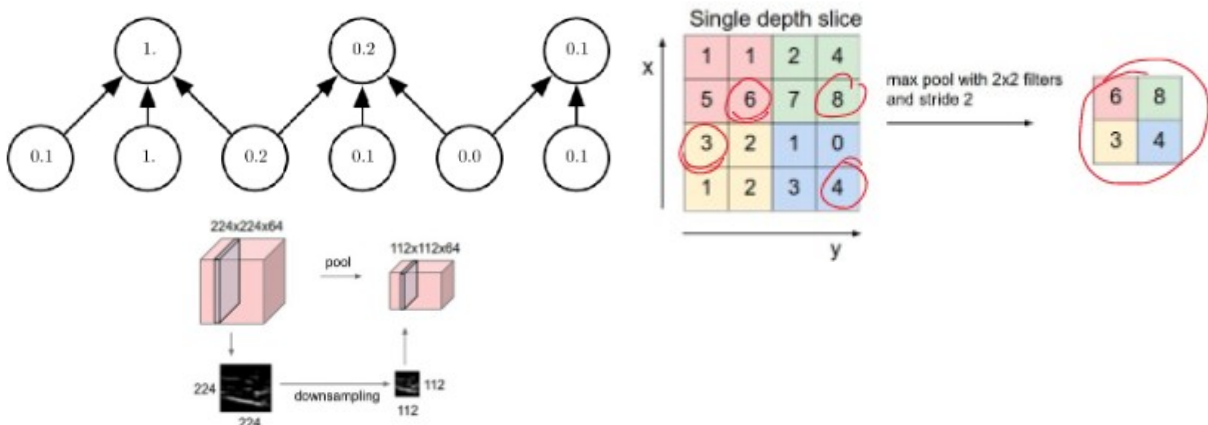 1. 0.2 0.1
0.1 1. 0.2 0.1 0.0 0.1
Single depth slice
x
1 1 2 4
5 6 7 8
3 2 1 0
1 2 3 4
y
max pool with 2x2 filters
and stride 2
6 8
3 4
224x224x64
pool
112x112x64
224
downsampling
112
224
112